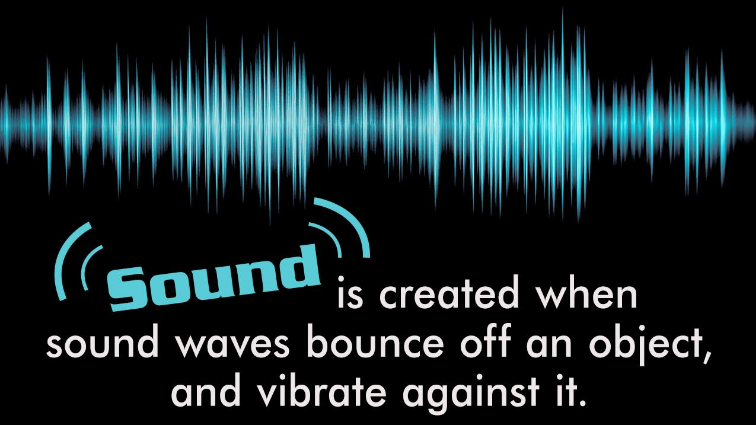 Sound is created when
sound waves bounce off an object,
and vibrate against it.